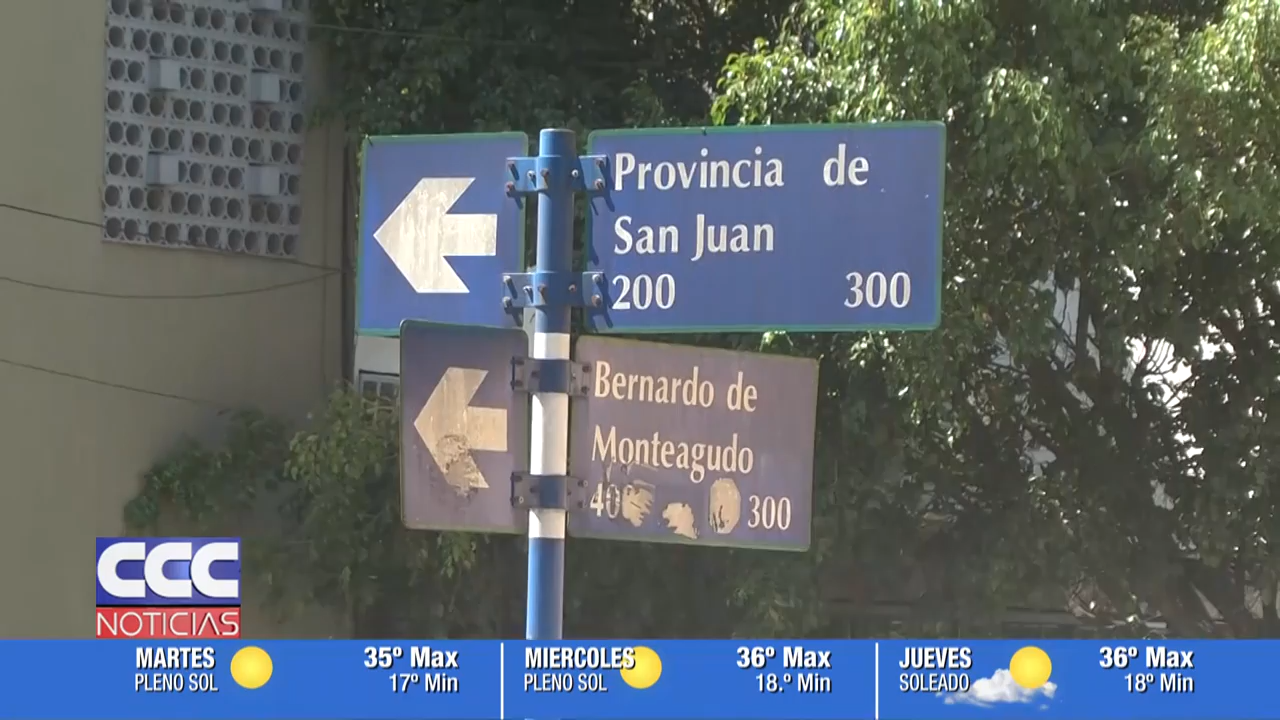 Provincia de
San Juan
200 300
Bernardo de
Monteagudo
40 300
CCC
NOTICIAS
MARTES 35º Max
PLENO SOL 17º Min
MIERCOLES 36º Max
PLENO SOL 18.º Min
JUEVES 36º Max
SOLEADO 18º Min